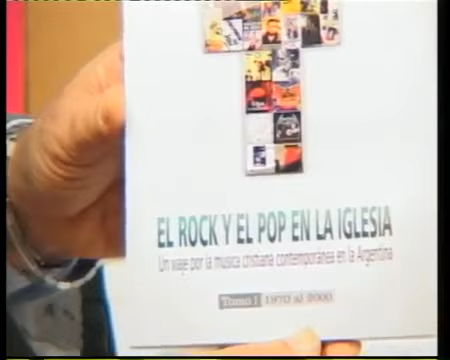 EL ROCK Y EL POP EN LA IGLESIA
Un viaje por la musica cristiana contemporánea en la Argentina
Tomo I 1970 al 2000